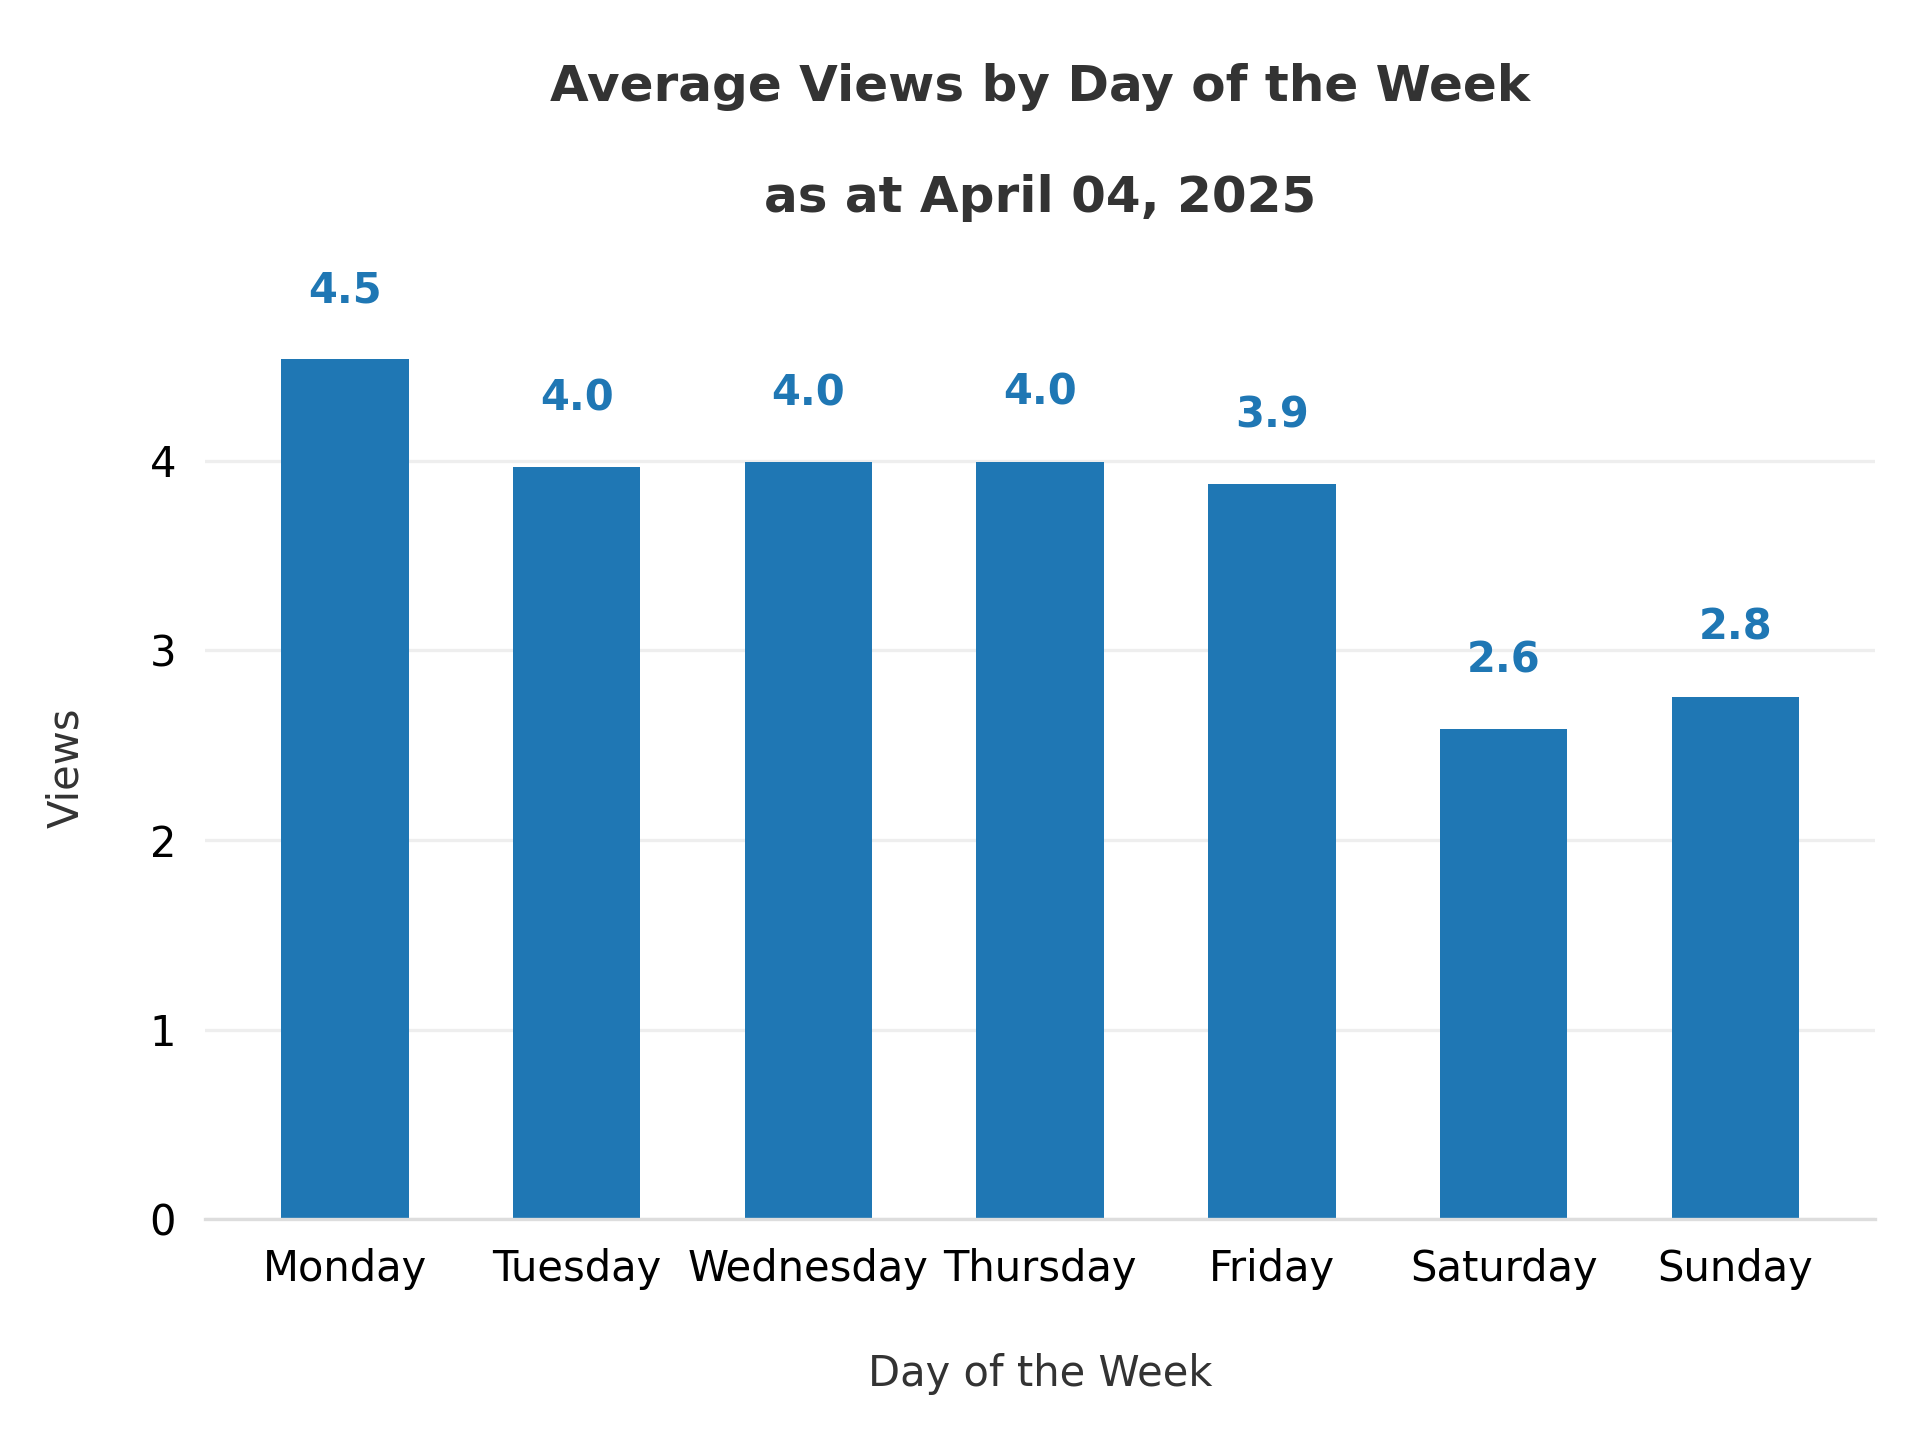 Average Views by Day of the Week
as at April 04, 2025
4.5
4.0
4.0
4.0
3.9
2.6
2.8
4
3
2
1
0
Views
Monday Tuesday Wednesday Thursday Friday Saturday Sunday
Day of the Week